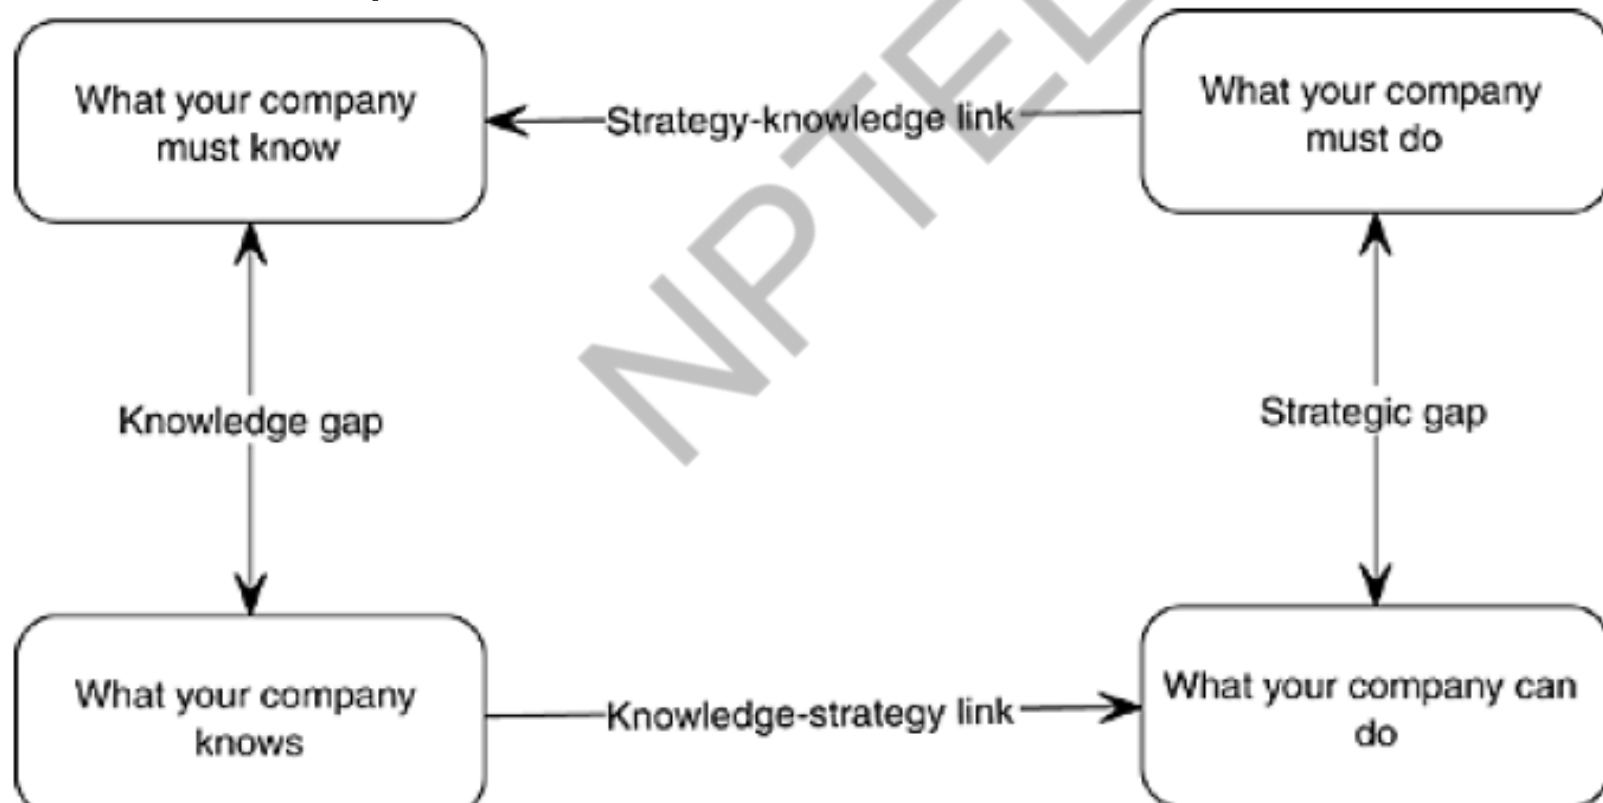 What your company
must know
Strategy-knowledge link
What your company
must do
NPTEL
Knowledge gap
Strategic gap
What your company
knows
Knowledge-strategy link
What your company can
do